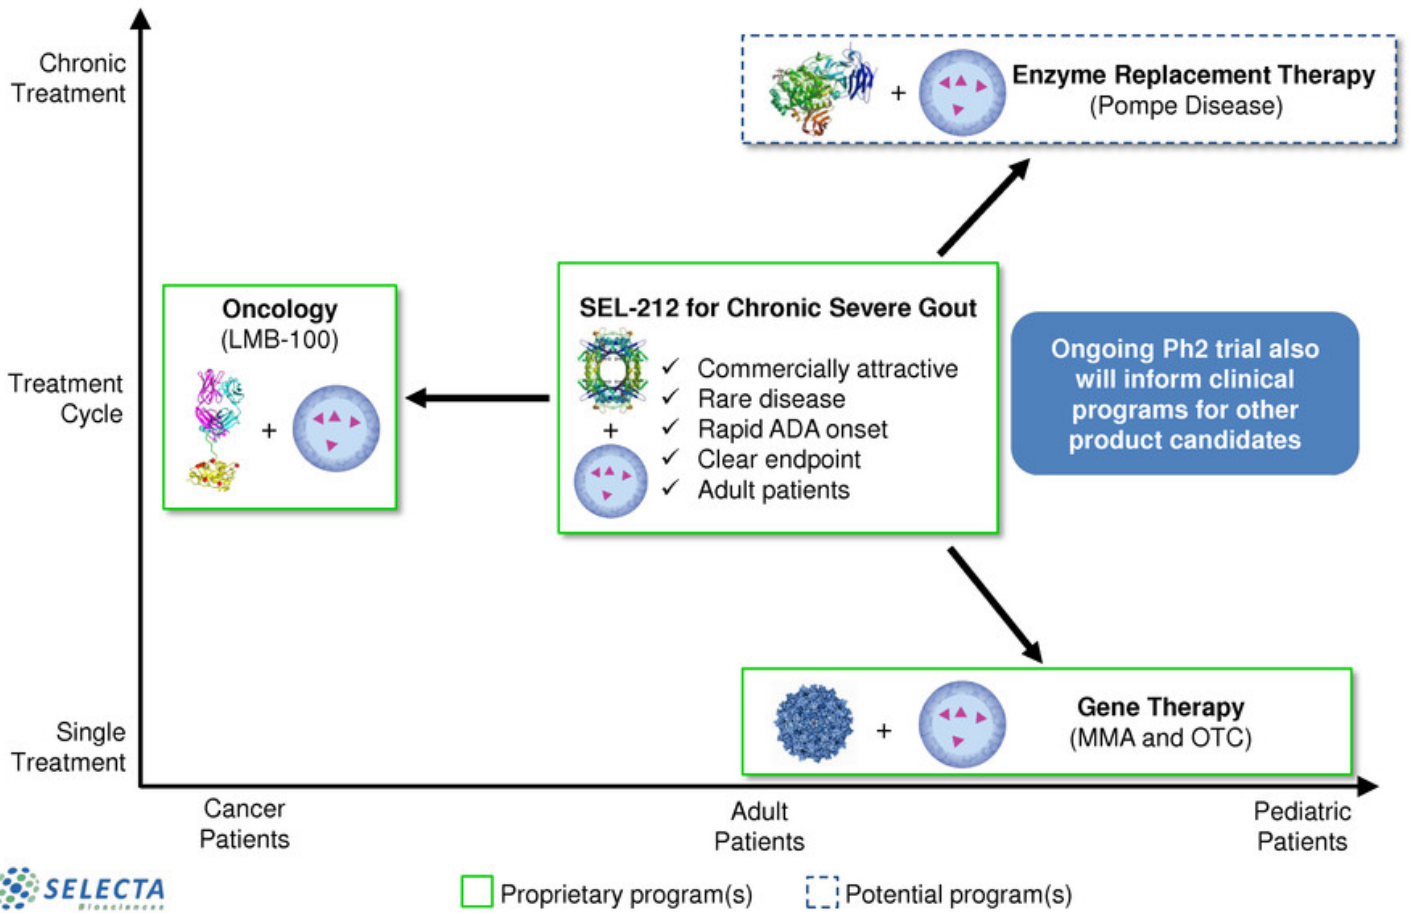 Chronic
Treatment
Enzyme Replacement Therapy
(Pompe Disease)
+
Oncology
(LMB-100)
+
SEL-212 for Chronic Severe Gout
✓ Commercially attractive
✓ Rare disease
+ ✓ Rapid ADA onset
✓ Clear endpoint
✓ Adult patients
Ongoing Ph2 trial also
will inform clinical
programs for other
product candidates
Treatment
Cycle
Gene Therapy
(MMA and OTC)
+
Single
Treatment
Cancer
Patients
Adult
Patients
Pediatric
Patients
SELECTA
Biosciences
Proprietary program(s)
Potential program(s)